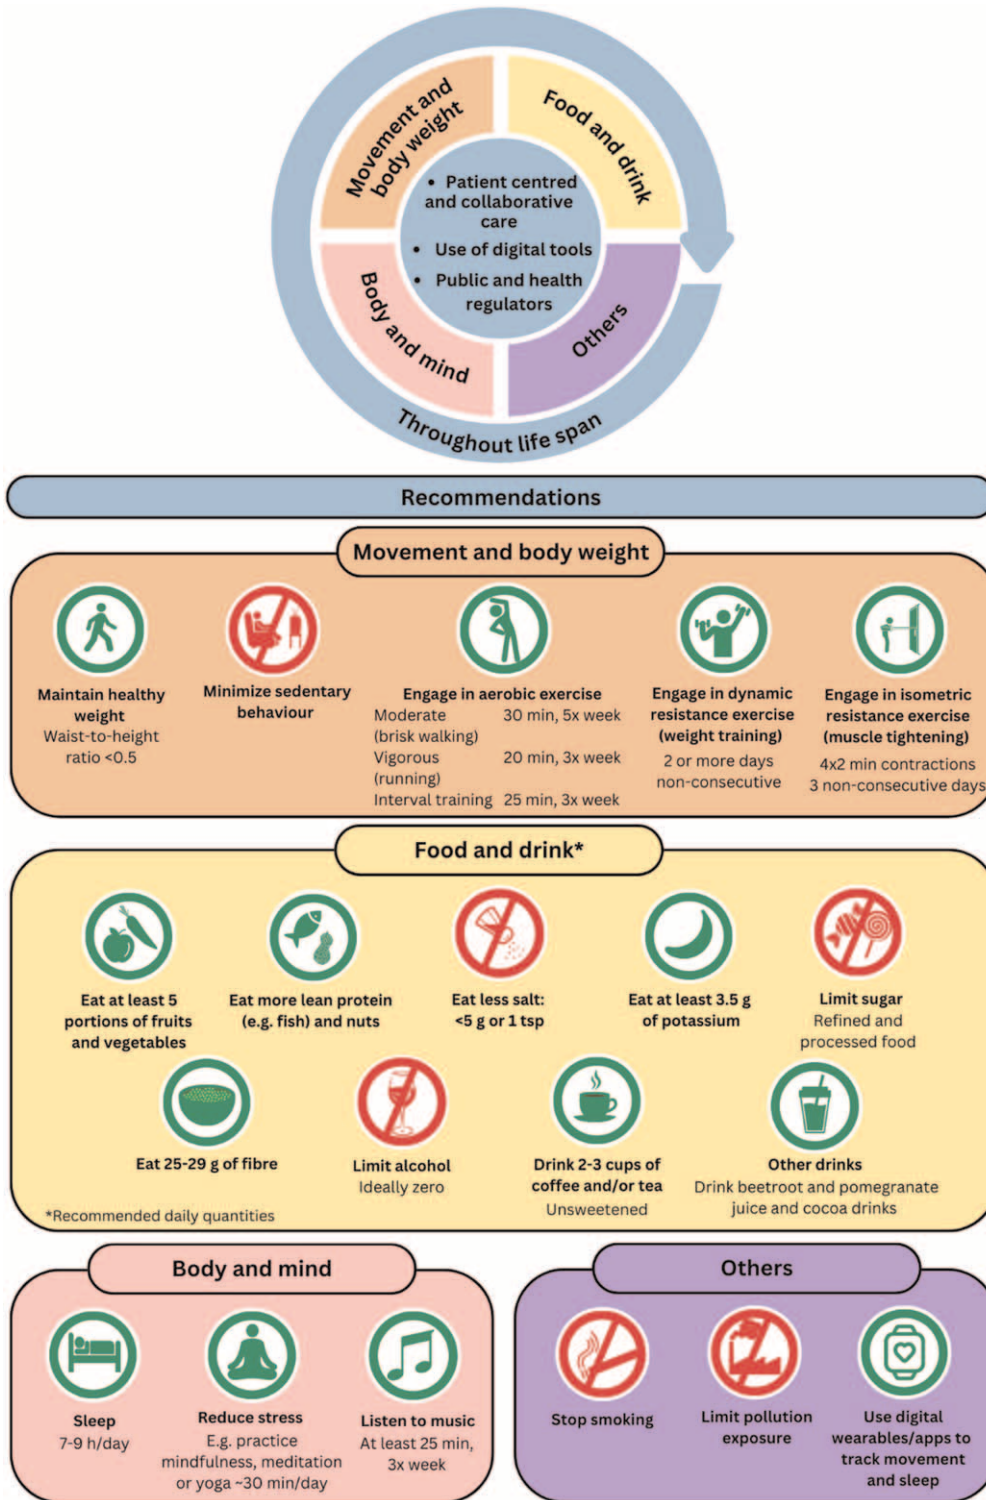 Movement and
body weight
Food and drink
• Patient centred
and collaborative
care
• Use of digital tools
• Public and health
regulators
Body and mind
Others
Throughout life span
Recommendations
Movement and body weight
Maintain healthy
weight
Waist-to-height
ratio <0.5
Minimize sedentary
behaviour
Engage in aerobic exercise
Moderate 30 min, 5x week
(brisk walking)
Vigorous 20 min, 3x week
(running)
Interval training 25 min, 3x week
Engage in dynamic
resistance exercise
(weight training)
2 or more days
non-consecutive
Engage in isometric
resistance exercise
(muscle tightening)
4x2 min contractions
3 non-consecutive days
Food and drink*
Eat at least 5
portions of fruits
and vegetables
Eat more lean protein
(e.g. fish) and nuts
Eat less salt:
<5 g or 1 tsp
Eat at least 3.5 g
of potassium
Limit sugar
Refined and
processed food
Eat 25-29 g of fibre
Limit alcohol
Ideally zero
Drink 2-3 cups of
coffee and/or tea
Unsweetened
Other drinks
Drink beetroot and pomegranate
juice and cocoa drinks
*Recommended daily quantities
Body and mind
Sleep
7-9 h/day
Reduce stress
E.g. practice
mindfulness, meditation
or yoga ~30 min/day
Listen to music
At least 25 min,
3x week
Others
Stop smoking
Limit pollution
exposure
Use digital
wearables/apps to
track movement
and sleep